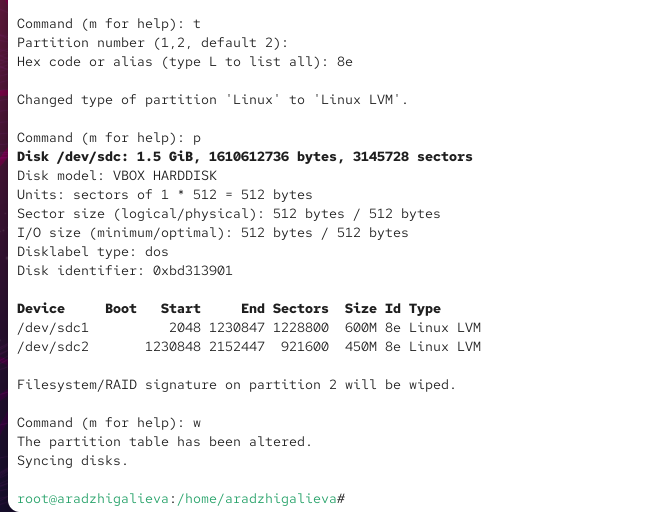 Command (m for help): t
Partition number (1,2, default 2):
Hex code or alias (type L to list all): 8e
Changed type of partition 'Linux' to 'Linux LVM'.
Command (m for help): p
Disk /dev/sdc: 1.5 GiB, 1610612736 bytes, 3145728 sectors
Disk model: VBOX HARDDISK
Units: sectors of 1 * 512 = 512 bytes
Sector size (logical/physical): 512 bytes / 512 bytes
I/O size (minimum/optimal): 512 bytes / 512 bytes
Disklabel type: dos
Disk identifier: 0xbd313901
Device     Boot   Start     End Sectors  Size Id Type
/dev/sdc1          2048 1230847 1228800  600M 8e Linux LVM
/dev/sdc2       1230848 2152447  921600  450M 8e Linux LVM
Filesystem/RAID signature on partition 2 will be wiped.
Command (m for help): w
The partition table has been altered.
Syncing disks.
root@aradzhigalieva:/home/aradzhigalieva#